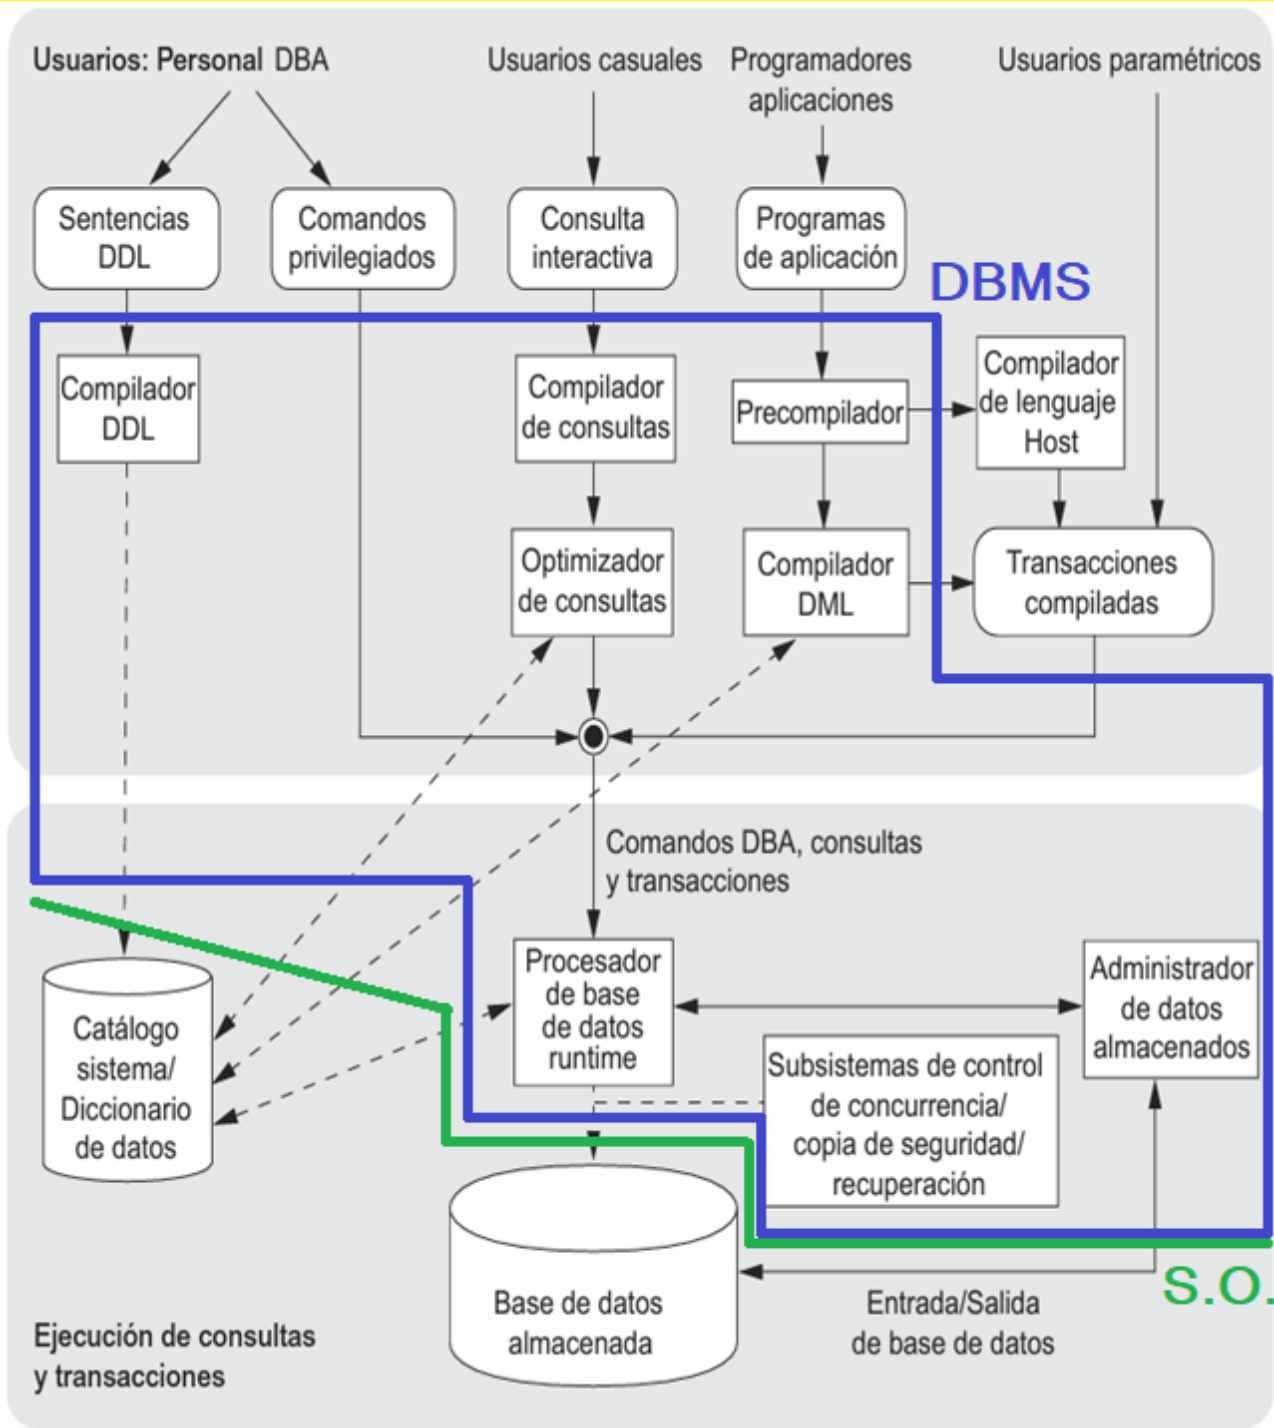 Usuarios: Personal DBA
Usuarios casuales
Programadores
aplicaciones
Usuarios paramétricos
Sentencias
DDL
Comandos
privilegiados
Consulta
interactiva
Programas
de aplicación
DBMS
Compilador
DDL
Compilador
de consultas
Precompilador
Compilador
de lenguaje
Host
Optimizador
de consultas
Compilador
DML
Transacciones
compiladas
Comandos DBA, consultas
y transacciones
Procesador
de base
de datos
runtime
Administrador
de datos
almacenados
Catálogo
sistema/
Diccionario
de datos
Subsistemas de control
de concurrencia/
copia de seguridad/
recuperación
S.O.
Base de datos
almacenada
Entrada/Salida
de base de datos
Ejecución de consultas
y transacciones